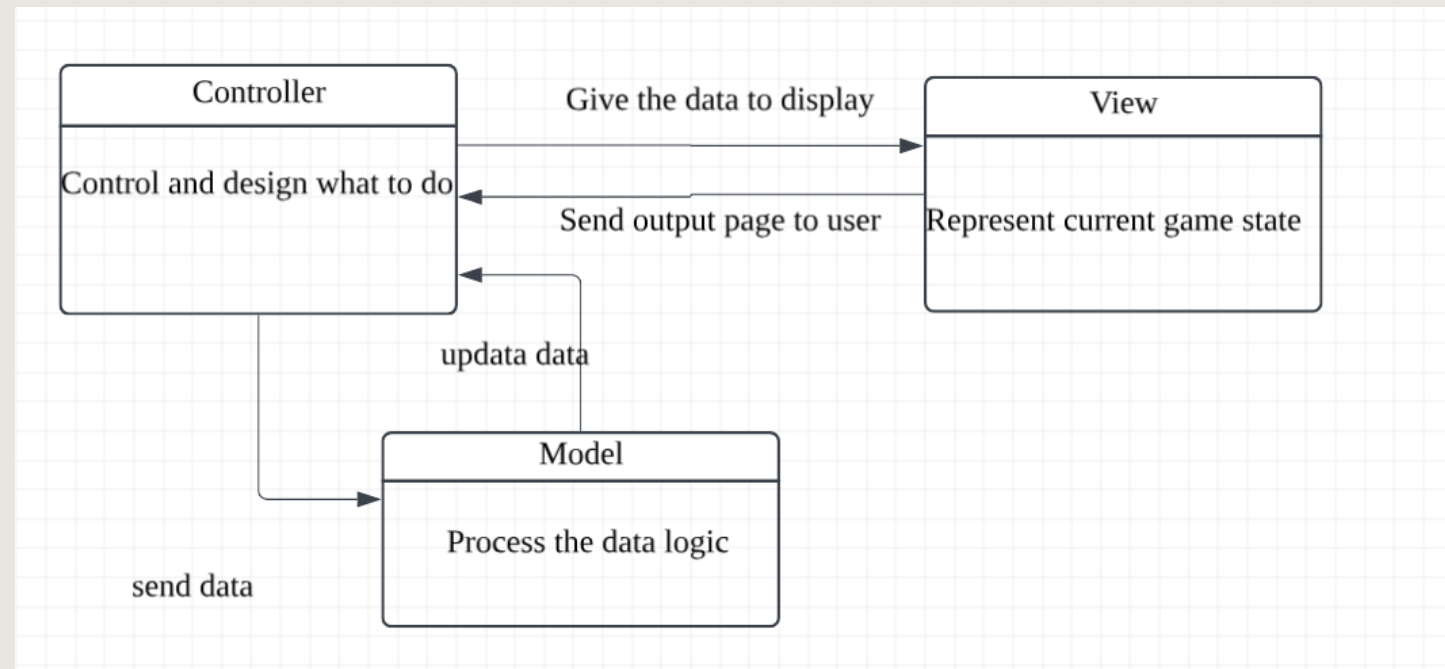 Controller
Control and design what to do
Give the data to display
Send output page to user
View
Represent current game state
updata data
Model
Process the data logic
send data